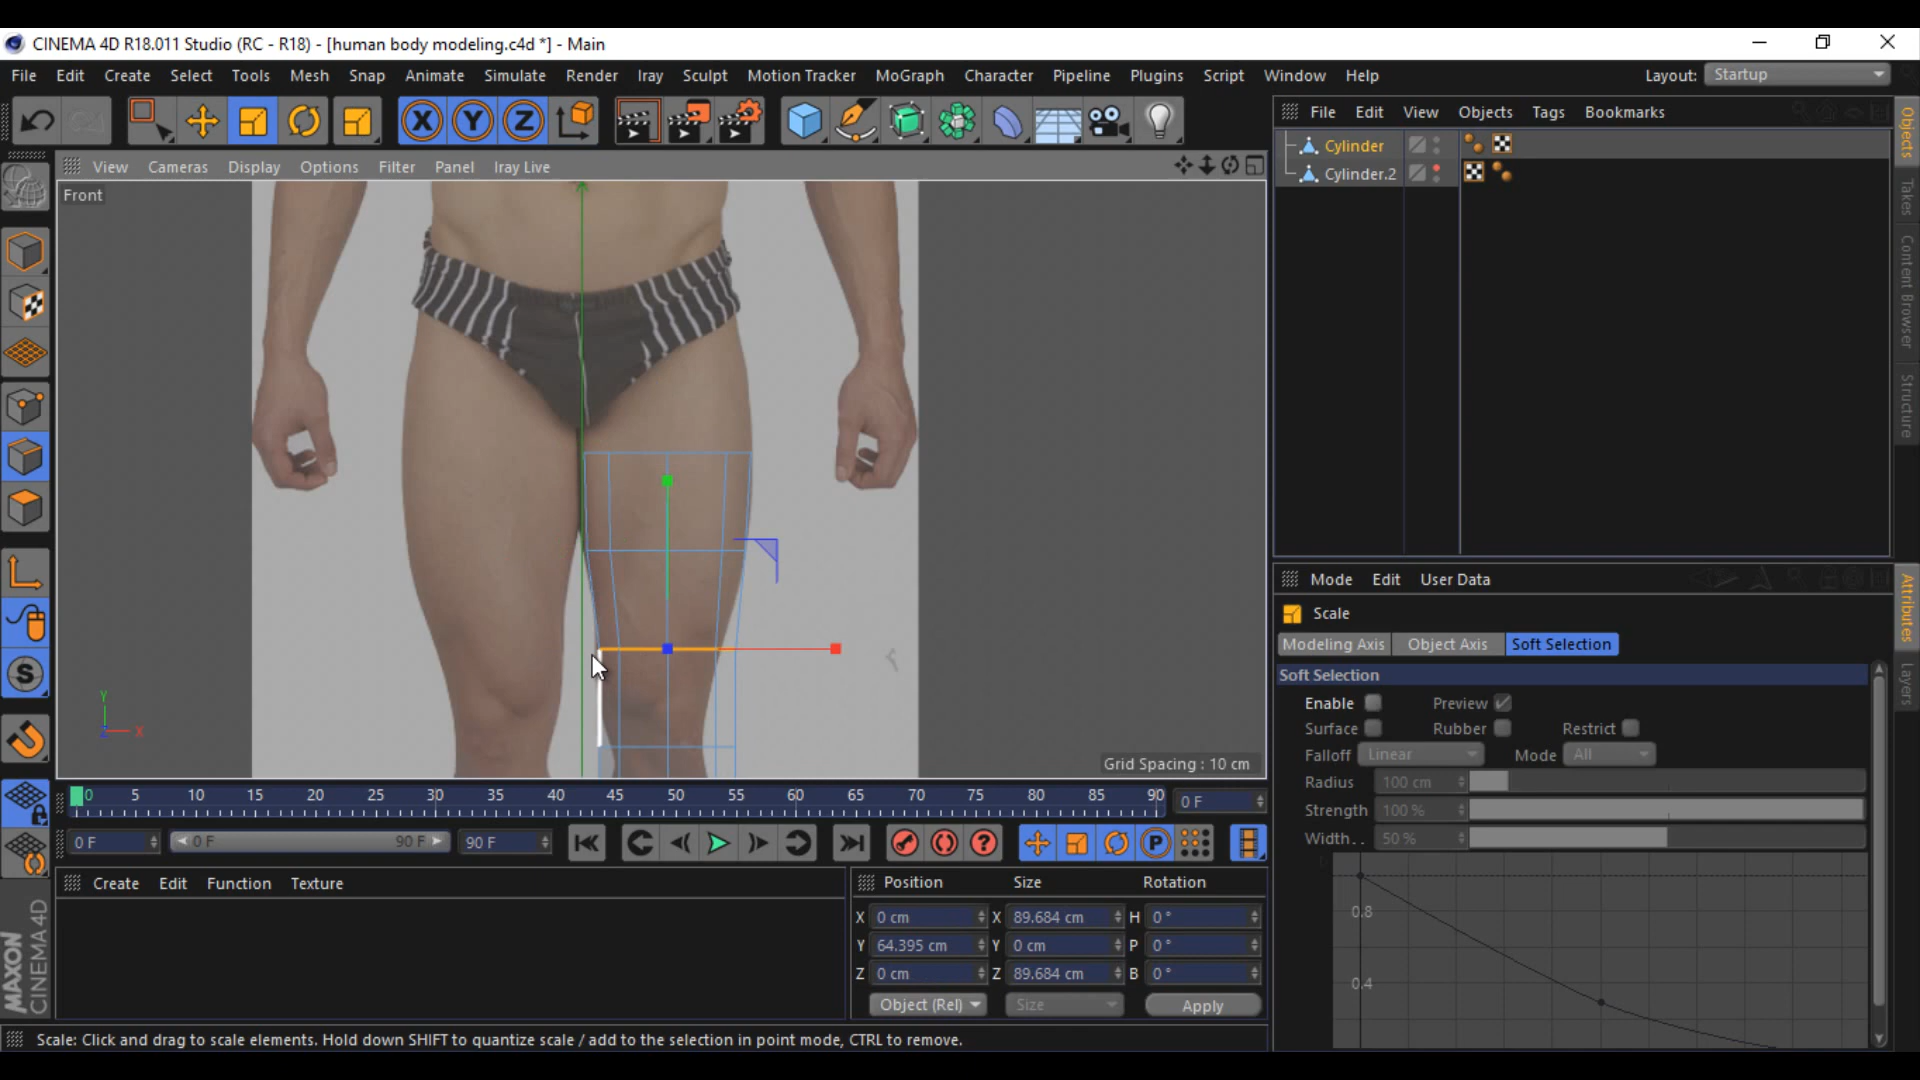 CINEMA 4D R18.011 Studio (RC - R18) - [human body modeling.c4d *] - Main
File Edit Create Select Tools Mesh Snap Animate Simulate Render Iray Sculpt Motion Tracker MoGraph Character Pipeline Plugins Script Window Help Layout: Startup
X Y Z
File Edit View Objects Tags Bookmarks
View Cameras Display Options Filter Panel Iray Live
Front
Cylinder
Cylinder.2
Objects
Takes
Content Browser
Structure
Y
Z X
Grid Spacing : 10 cm
Mode Edit User Data
Scale
Modeling Axis Object Axis Soft Selection
Soft Selection
Enable Preview
Surface Rubber Restrict
Falloff Linear Mode All
Radius 100 cm
Strength 100 %
Width.. 50 %
0.8
0.4
Attributes
Layers
0 5 10 15 20 25 30 35 40 45 50 55 60 65 70 75 80 85 90 0 F
0 F 0 F 90 F 90 F
P
Create Edit Function Texture
Position Size Rotation
X 0 cm X 89.684 cm H 0 °
Y 64.395 cm Y 0 cm P 0 °
Z 0 cm Z 89.684 cm B 0 °
Object (Rel) Size Apply
MAXON
CINEMA 4D
Scale: Click and drag to scale elements. Hold down SHIFT to quantize scale / add to the selection in point mode, CTRL to remove.